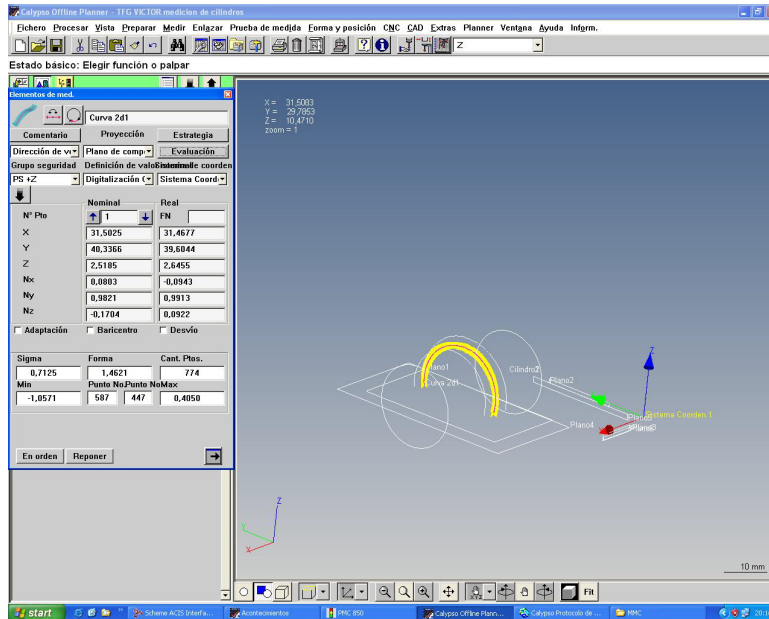 Calypso Offline Planner - TFG VICTOR medicion de cilindros
Fichero Procesar Vista Preparar Medir Enlazar Prueba de medida Forma y posición CNC CAD Extras Planner Ventana Ayuda Inform.
Z
Estado básico: Elegir función o palpar
Elementos de med.
Curva 2d1
Comentario Proyección Estrategia
Dirección de Plano de comp Evaluación
Grupo seguridad Definición de valo de coorden
PS +Z Digitalización ( Sistema Coord
Nominal Real
N° Pto 1 FN
X 31,5025 31,4677
Y 40,3366 39,6044
Z 2,5185 2,6455
Nx 0,0803 -0,0943
Ny 0,9821 0,9913
Nz -0,1704 0,0922
Adaptación Baricentro Desvío
Sigma Forma Cant. Ptos.
0,7125 1,4621 774
Min Punto No. Punto No Max
-1,0571 587 447 0,4050
En orden Reponer
X = 31,5083
Y = 29,7853
Z = 10,4710
zoom = 1
Z
Plano1
Cilindro2
Curva 2d1
Plano2
Sistema Coorden.1
Plano4
Z
Y
X
10 mm
Fit
start
Scheme ACIS Interfa...
Acontecimientos
PMC 850
Calypso Offline Plann...
Calypso Protocolo de ...
MMC